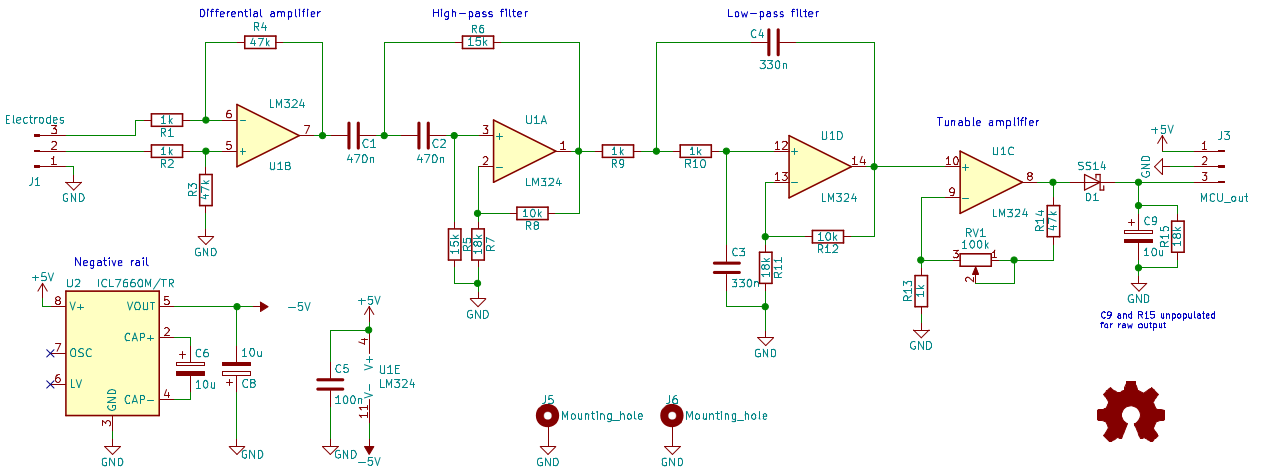 Differential amplifier
High-pass filter
Low-pass filter
R4
47k
R6
15k
C4
330n
Electrodes
3
2
1
J1
GND
1k
R1
1k
R2
R3
47k
GND
6
5
7
LM324
U1B
C1
470n
C2
470n
3
2
1
U1A
LM324
10k
R8
15k
R5
18k
R7
GND
1k
R9
1k
R10
C3
330n
12
13
14
U1D
LM324
10k
R12
18k
R11
GND
Tunable amplifier
10
9
8
U1C
LM324
RV1
100k
3
1
2
R13
1k
GND
R14
47k
SS14
D1
C9
10u
R15
18k
GND
C9 and R15 unpopulated
for raw output
+5V
GND
J3
1
2
3
MCU_out
Negative rail
+5V
U2
ICL7660M/TR
8
V+
VOUT
5
-5V
7
OSC
CAP+
2
6
LV
CAP-
4
GND
3
GND
C6
10u
10u
C8
GND
+5V
C5
100n
GND
4
V+
V-
11
U1E
LM324
-5V
J5
Mounting_hole
GND
J6
Mounting_hole
GND